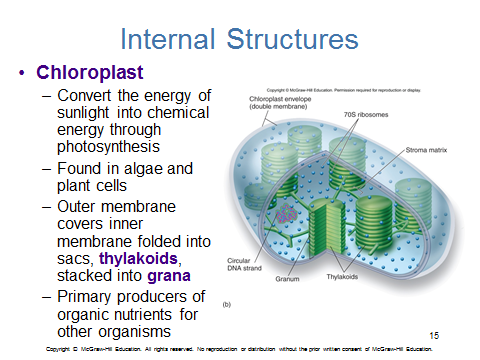 Internal Structures
• Chloroplast
– Convert the energy of
sunlight into chemical
energy through
photosynthesis
– Found in algae and
plant cells
– Outer membrane
covers inner
membrane folded into
sacs, thylakoids,
stacked into grana
– Primary producers of
organic nutrients for
other organisms
Copyright © McGraw-Hill Education. Permission required for reproduction or display.
Chloroplast envelope
(double membrane)
70S ribosomes
Stroma matrix
Circular
DNA strand
Granum
Thylakoids
(b)
15
Copyright © McGraw-Hill Education. All rights reserved. No reproduction or distribution without the prior written consent of McGraw-Hill Education.